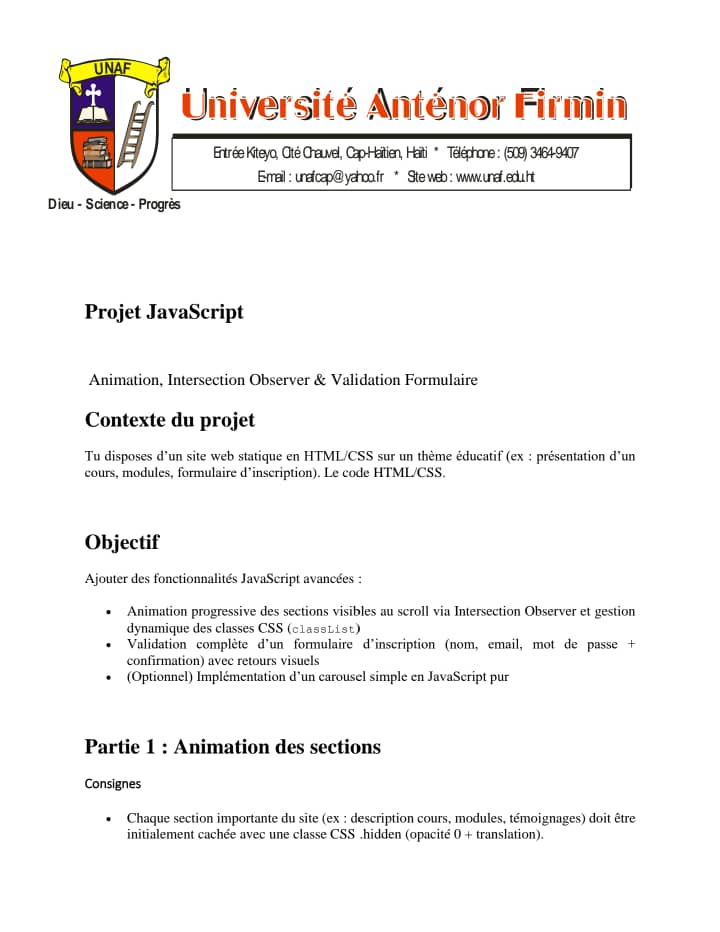 UNAF
Université Anténor Firmin
Entrée Kiteyo, Cité Chauvel, Cap-Haïtien, Haïti * Téléphone : (509) 3464-9407
E-mail : unafcap@yahoo.fr * Site web : www.unaf.edu.ht
Dieu - Science - Progrès
Projet JavaScript
Animation, Intersection Observer & Validation Formulaire
Contexte du projet
Tu disposes d’un site web statique en HTML/CSS sur un thème éducatif (ex : présentation d’un
cours, modules, formulaire d’inscription). Le code HTML/CSS.
Objectif
Ajouter des fonctionnalités JavaScript avancées :
• Animation progressive des sections visibles au scroll via Intersection Observer et gestion
dynamique des classes CSS (classList)
• Validation complète d’un formulaire d’inscription (nom, email, mot de passe +
confirmation) avec retours visuels
• (Optionnel) Implémentation d’un carousel simple en JavaScript pur
Partie 1 : Animation des sections
Consignes
• Chaque section importante du site (ex : description cours, modules, témoignages) doit être
initialement cachée avec une classe CSS .hidden (opacité 0 + translation).